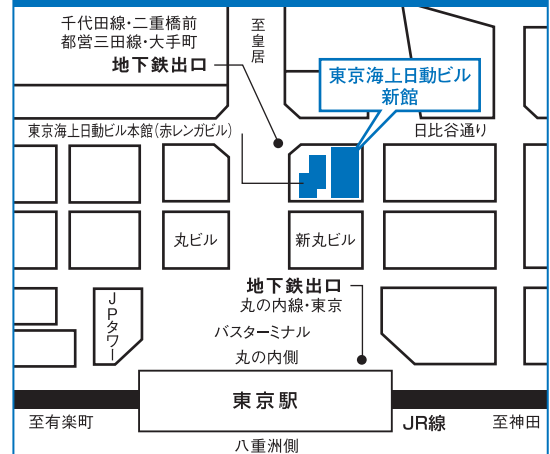 千代田線・二重橋前
都営三田線・大手町
地下鉄出口
至皇居
東京海上日動ビル
新館
東京海上日動ビル本館(赤レンガビル)
日比谷通り
丸ビル
新丸ビル
地下鉄出口
丸の内線・東京
JPタワー
バスターミナル
丸の内側
東京駅
至有楽町
JR線
至神田
八重洲側